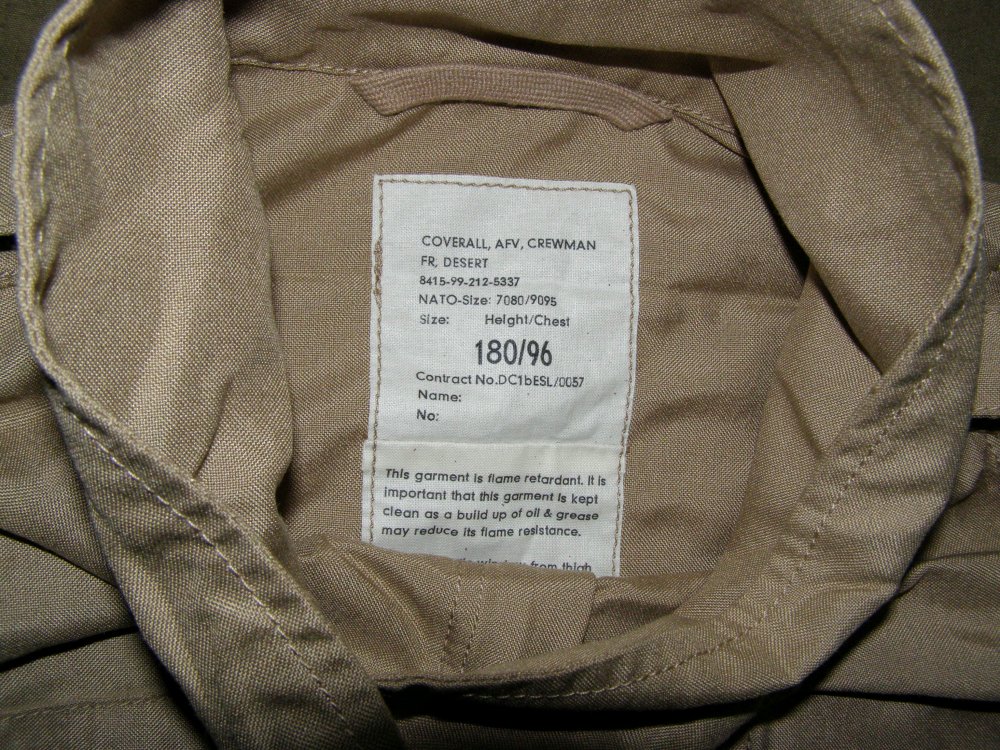 COVERALL, AFV, CREWMAN
FR, DESERT
8415-99-212-5337
NATO-Size: 7080/9095
Size: Height/Chest
180/96
Contract No.DC1bESL/0057
Name:
No:
This garment is flame retardant. It is
important that this garment is kept
clean as a build up of oil & grease
may reduce its flame resistance.
from thigh